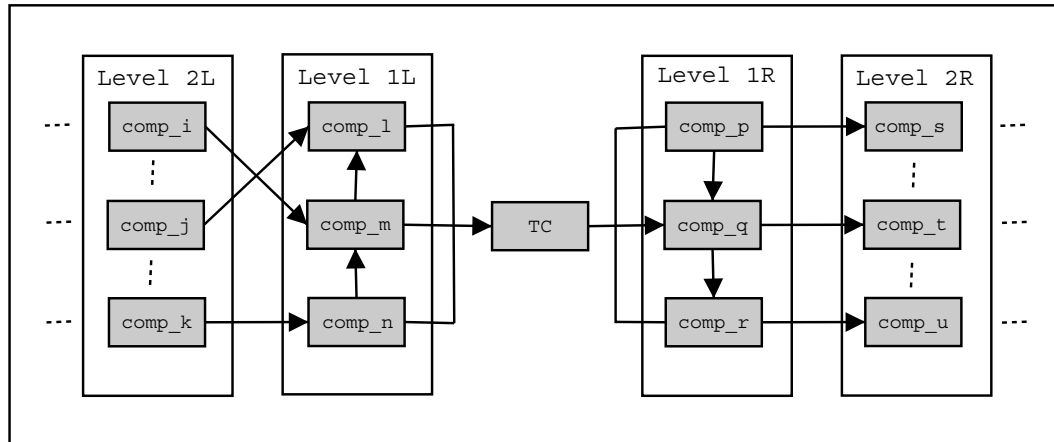 Level 2L
comp_i
comp_j
comp_k
Level 1L
comp_l
comp_m
comp_n
TC
Level 1R
comp_p
comp_q
comp_r
Level 2R
comp_s
comp_t
comp_u